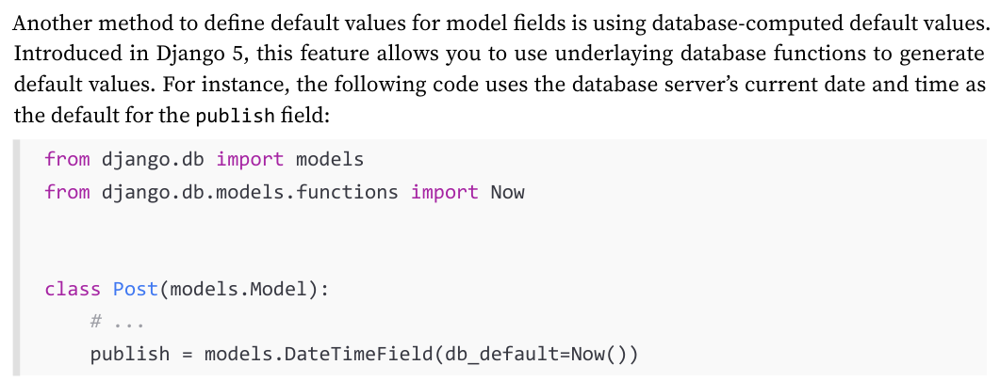 Another method to define default values for model fields is using database-computed default values.
Introduced in Django 5, this feature allows you to use underlaying database functions to generate
default values. For instance, the following code uses the database server’s current date and time as
the default for the publish field:
from django.db import models
from django.db.models.functions import Now
class Post(models.Model):
    # ...
    publish = models.DateTimeField(db_default=Now())